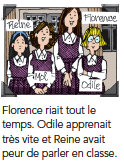 Reine
Florence
Moi
Odile
Florence riait tout le
temps. Odile apprenait
très vite et Reine avait
peur de parler en classe.